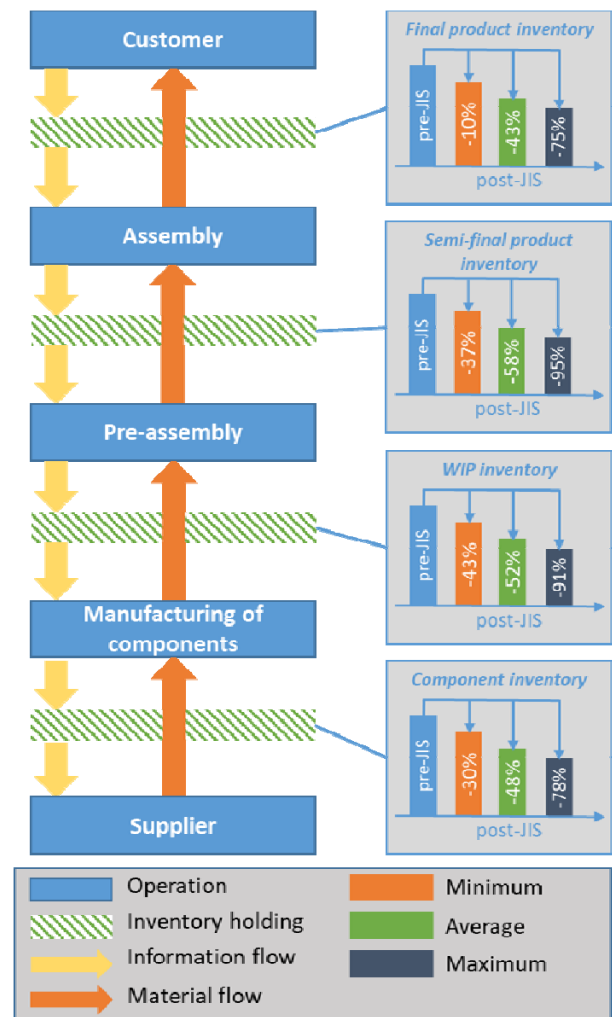 Customer
Final product inventory
pre-JIS
-10%
-43%
-75%
post-JIS
Assembly
Semi-final product
inventory
pre-JIS
-37%
-58%
-95%
post-JIS
Pre-assembly
WIP inventory
pre-JIS
-43%
-52%
-91%
post-JIS
Manufacturing of
components
Component inventory
pre-JIS
-30%
-48%
-78%
post-JIS
Supplier
Operation
Inventory holding
Information flow
Material flow
Minimum
Average
Maximum